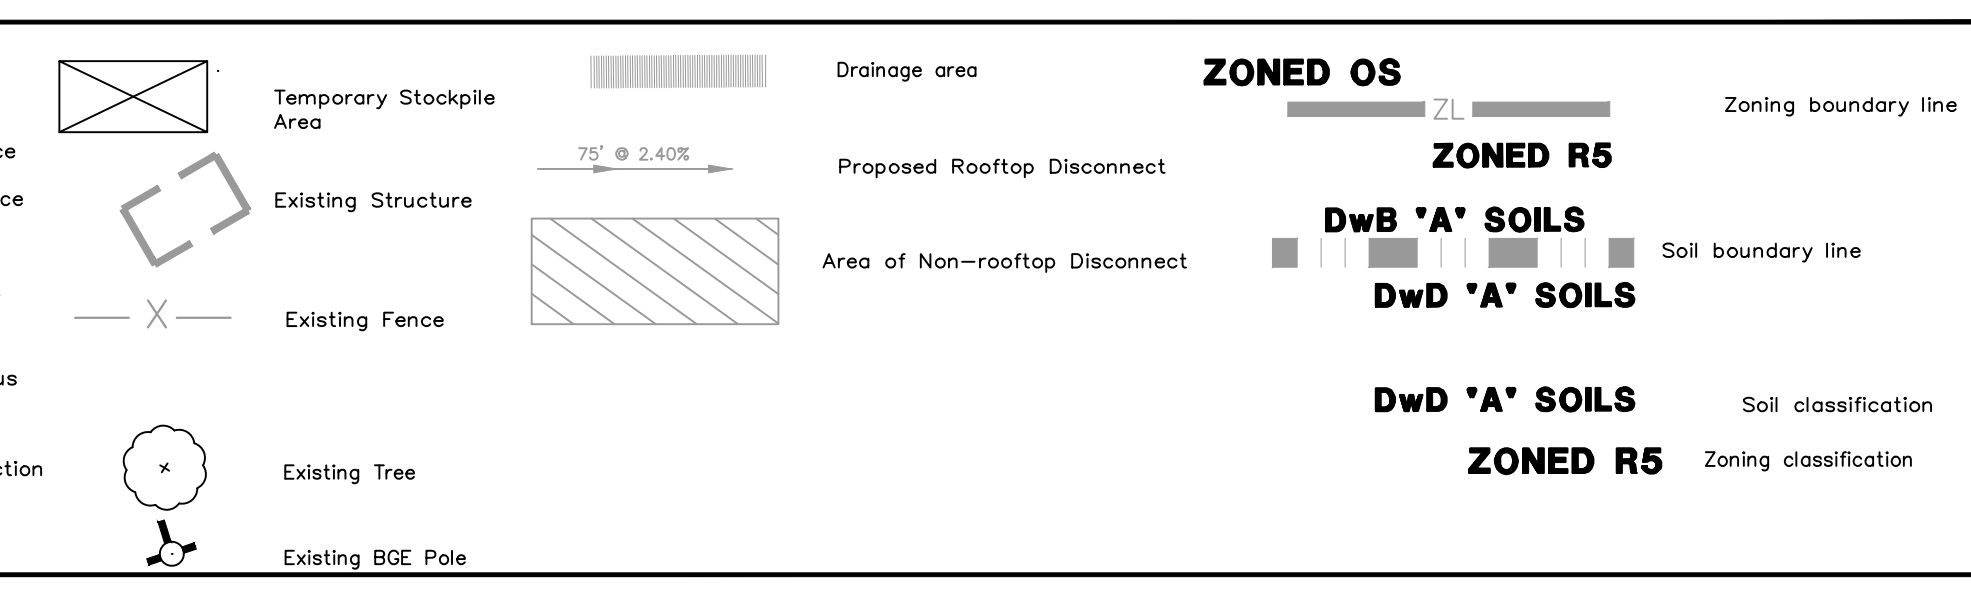 Temporary Stockpile
Area
Existing Structure
X
Existing Fence
Existing Tree
Existing BGE Pole
Drainage area
75' @ 2.40%
Proposed Rooftop Disconnect
Area of Non-rooftop Disconnect
ZONED OS
ZL
Zoning boundary line
ZONED R5
DwB "A" SOILS
Soil boundary line
DwD "A" SOILS
DwD "A" SOILS
Soil classification
ZONED R5
Zoning classification